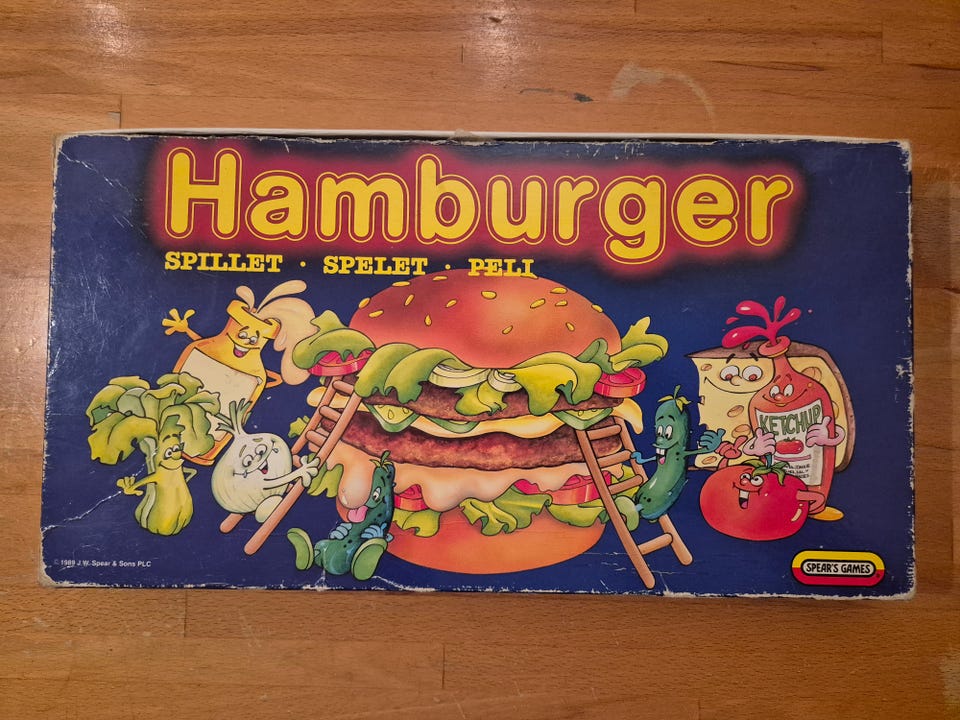 Hamburger
SPILLET · SPELET · PELI
KETCHUP
© 1989 J.W. Spear & Sons PLC
SPEAR'S GAMES